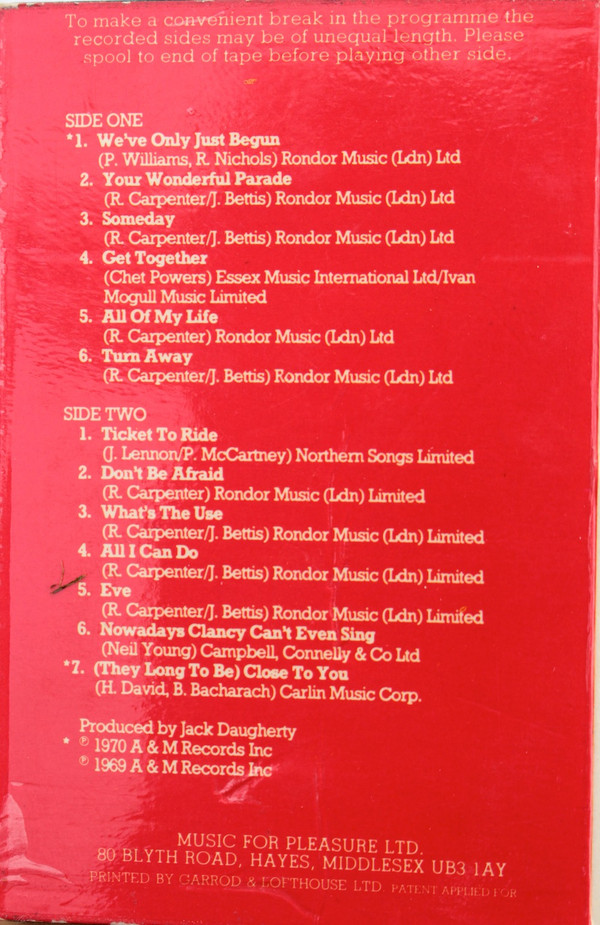 To make a convenient break in the programme the
recorded sides may be of unequal length. Please
spool to end of tape before playing other side.
SIDE ONE
*1. We've Only Just Begun
(P. Williams, R. Nichols) Rondor Music (Ldn) Ltd
2. Your Wonderful Parade
(R. Carpenter/J. Bettis) Rondor Music (Ldn) Ltd
3. Someday
(R. Carpenter/J. Bettis) Rondor Music (Ldn) Ltd
4. Get Together
(Chet Powers) Essex Music International Ltd/Ivan
Mogull Music Limited
5. All Of My Life
(R. Carpenter) Rondor Music (Ldn) Ltd
6. Turn Away
(R. Carpenter/J. Bettis) Rondor Music (Ldn) Ltd
SIDE TWO
1. Ticket To Ride
(J. Lennon/P. McCartney) Northern Songs Limited
2. Don't Be Afraid
(R. Carpenter) Rondor Music (Ldn) Limited
3. What's The Use
(R. Carpenter/J. Bettis) Rondor Music (Ldn) Limited
4. All I Can Do
(R. Carpenter/J. Bettis) Rondor Music (Ldn) Limited
5. Eve
(R. Carpenter/J. Bettis) Rondor Music (Ldn) Limited
6. Nowadays Clancy Can't Even Sing
(Neil Young) Campbell, Connelly & Co Ltd
*7. (They Long To Be) Close To You
(H. David, B. Bacharach) Carlin Music Corp.
Produced by Jack Daugherty
* ℗ 1970 A & M Records Inc
℗ 1969 A & M Records Inc
MUSIC FOR PLEASURE LTD.
80 BLYTH ROAD, HAYES, MIDDLESEX UB3 1AY
PRINTED BY GARROD & LOFTHOUSE LTD. PATENT APPLIED FOR